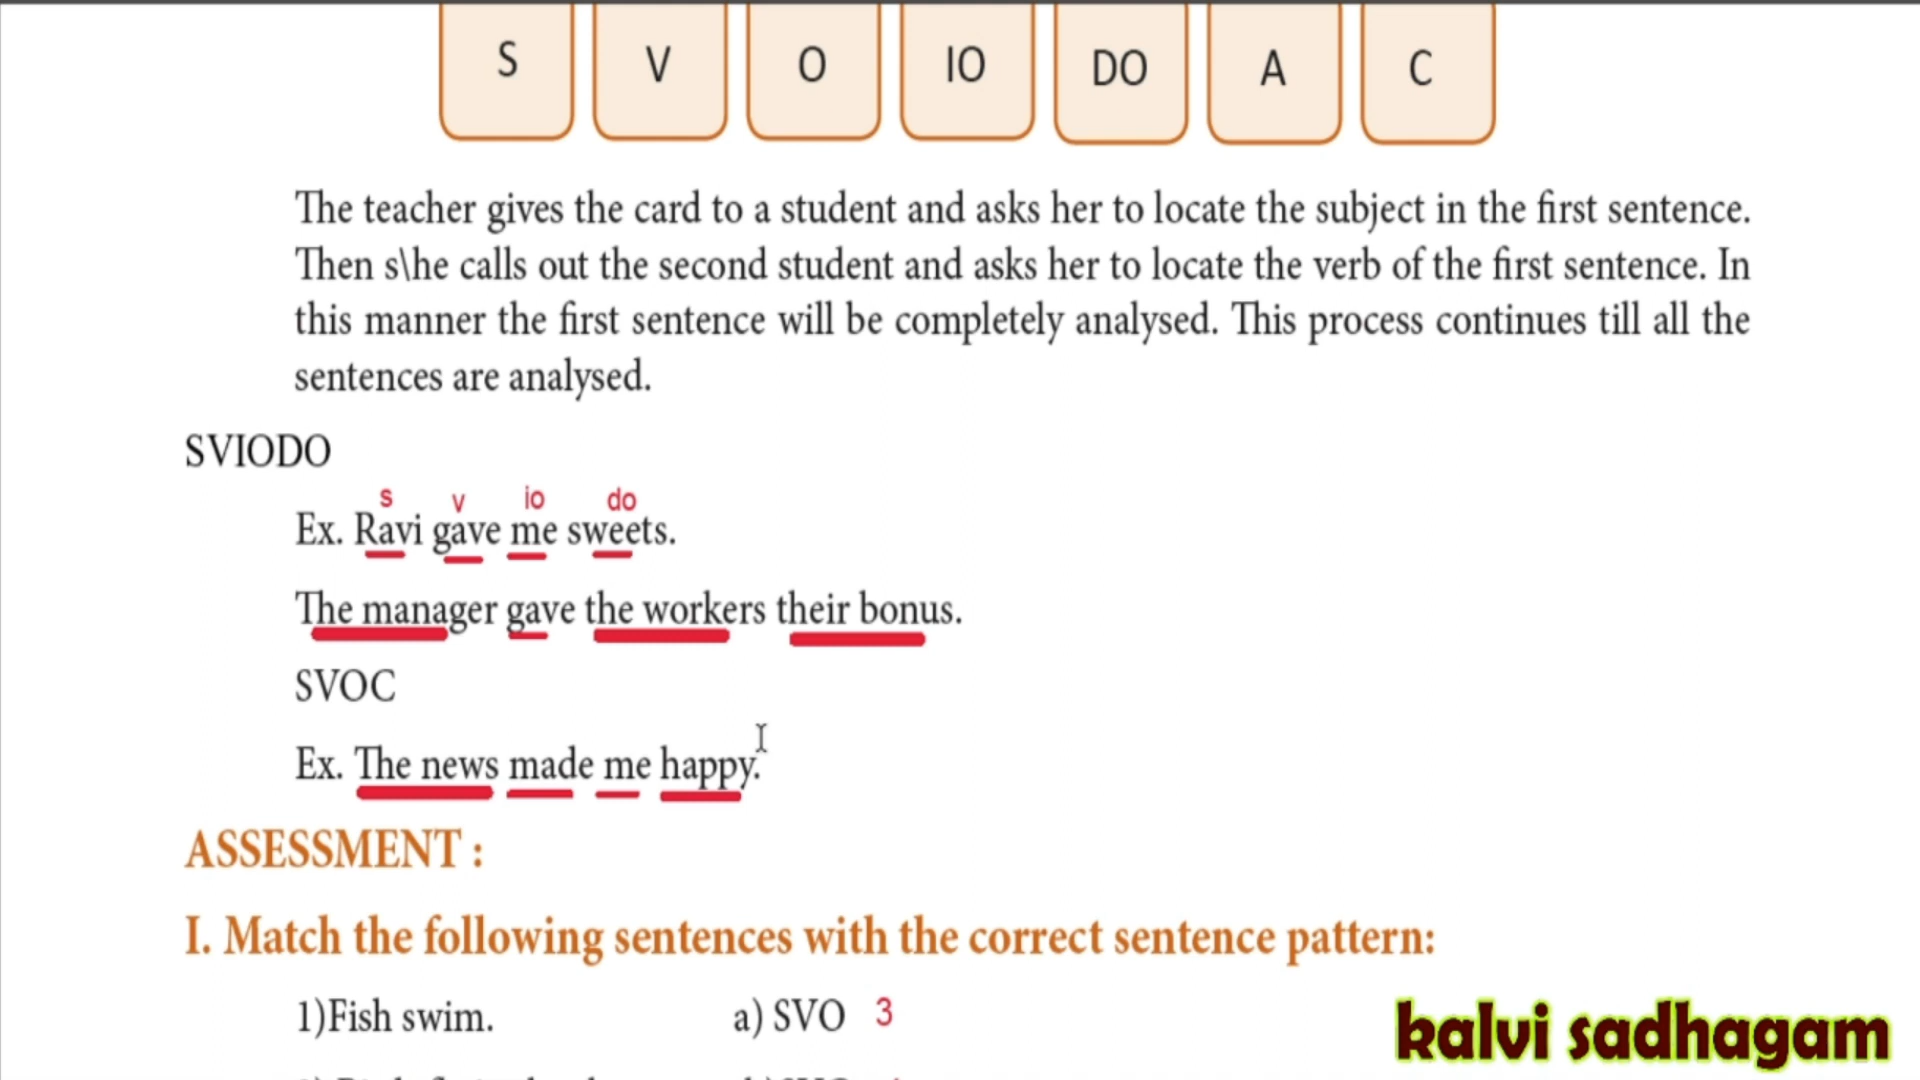 S V O IO DO A C
The teacher gives the card to a student and asks her to locate the subject in the first sentence.
Then s\he calls out the second student and asks her to locate the verb of the first sentence. In
this manner the first sentence will be completely analysed. This process continues till all the
sentences are analysed.
SVIODO
s v io do
Ex. Ravi gave me sweets.
The manager gave the workers their bonus.
SVOC
Ex. The news made me happy.
ASSESSMENT :
I. Match the following sentences with the correct sentence pattern:
1)Fish swim. a) SVO 3
kalvi sadhagam